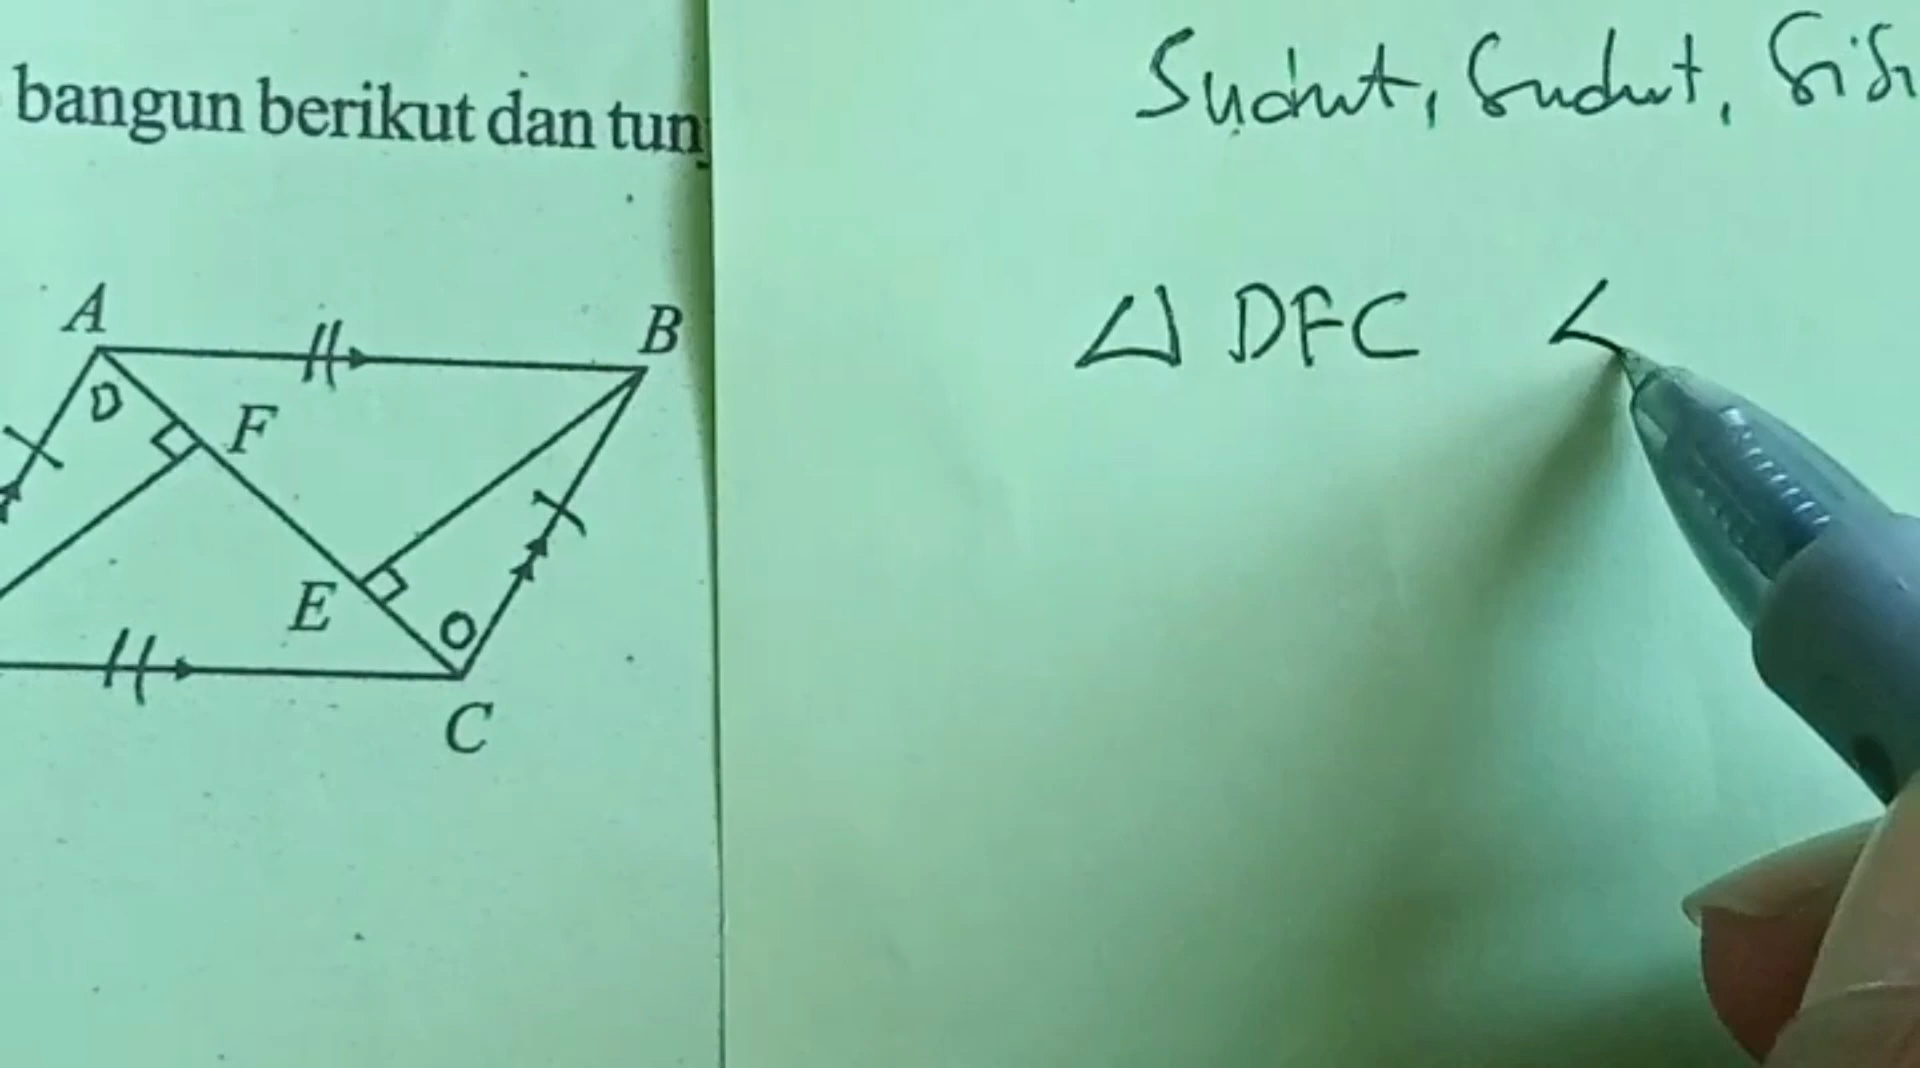 bangun berikut dan tun
Sudut, Sudut, Sisi
△ DFC <
A
B
D
F
E
O
C